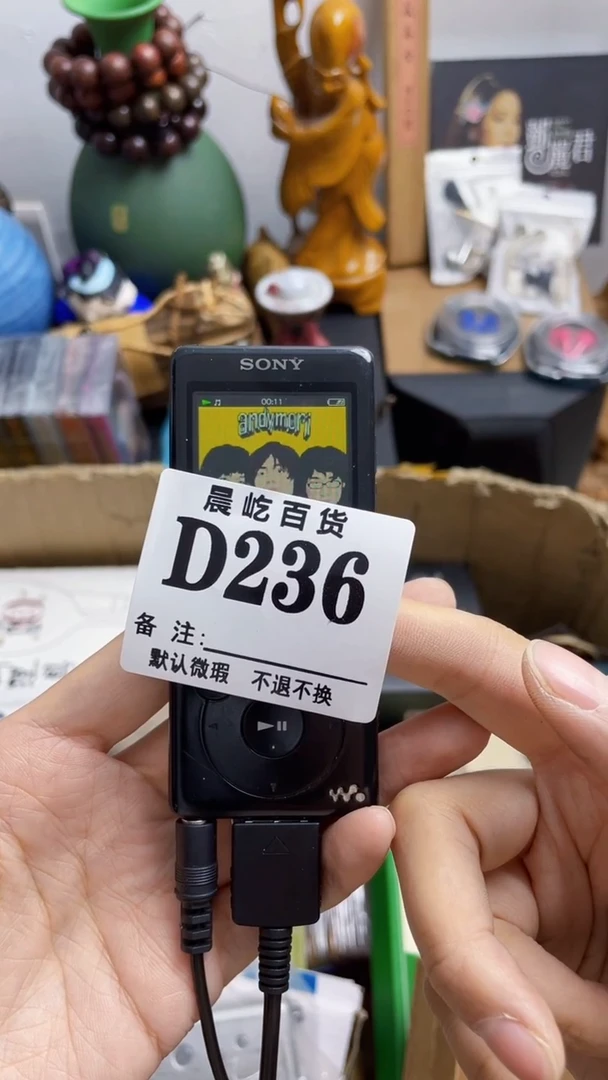 SONY
00:11
andymori
晨屹百货
D236
备注:
默认微瑕 不退不换